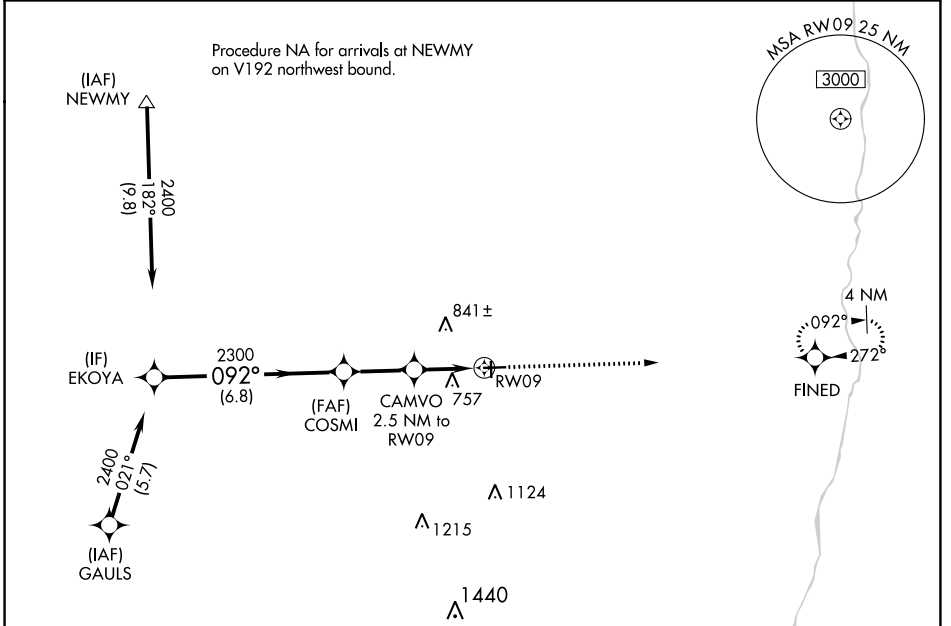 Procedure NA for arrivals at NEWMY
on V192 northwest bound.
MSA RW09 25 NM
3000
(IAF)
NEWMY
2400
182°
(9.8)
841±
4 NM
092°
272°
FINED
(IF)
EKOYA
2300
092°
(6.8)
(FAF)
COSMI
CAMVO
2.5 NM to
RW09
757
RW09
2400
021°
(5.7)
(IAF)
GAULS
1124
1215
1440